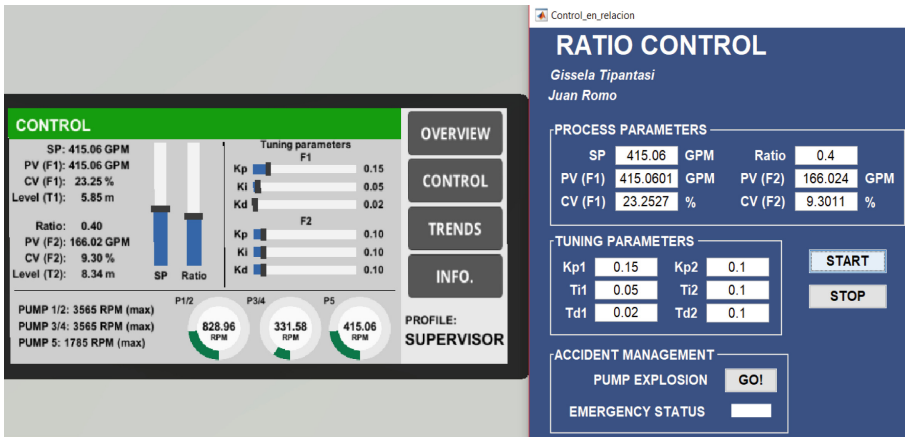 CONTROL
SP: 415.06 GPM
PV (F1): 415.06 GPM
CV (F1): 23.25 %
Level (T1): 5.85 m
Ratio: 0.40
PV (F2): 166.02 GPM
CV (F2): 9.30 %
Level (T2): 8.34 m
SP Ratio
Tuning parameters
F1
Kp 0.15
Ki 0.05
Kd 0.02
F2
Kp 0.10
Ki 0.10
Kd 0.10
PUMP 1/2: 3565 RPM (max)
PUMP 3/4: 3565 RPM (max)
PUMP 5: 1785 RPM (max)
P1/2 P3/4 P5
828.96 331.58 415.06
RPM RPM RPM
OVERVIEW
CONTROL
TRENDS
INFO.
PROFILE:
SUPERVISOR
Control_en_relacion
RATIO CONTROL
Gissela Tipantasi
Juan Romo
PROCESS PARAMETERS
SP 415.06 GPM Ratio 0.4
PV (F1) 415.0601 GPM PV (F2) 166.024 GPM
CV (F1) 23.2527 % CV (F2) 9.3011 %
TUNING PARAMETERS
Kp1 0.15 Kp2 0.1
Ti1 0.05 Ti2 0.1
Td1 0.02 Td2 0.1
START
STOP
ACCIDENT MANAGEMENT
PUMP EXPLOSION GO!
EMERGENCY STATUS